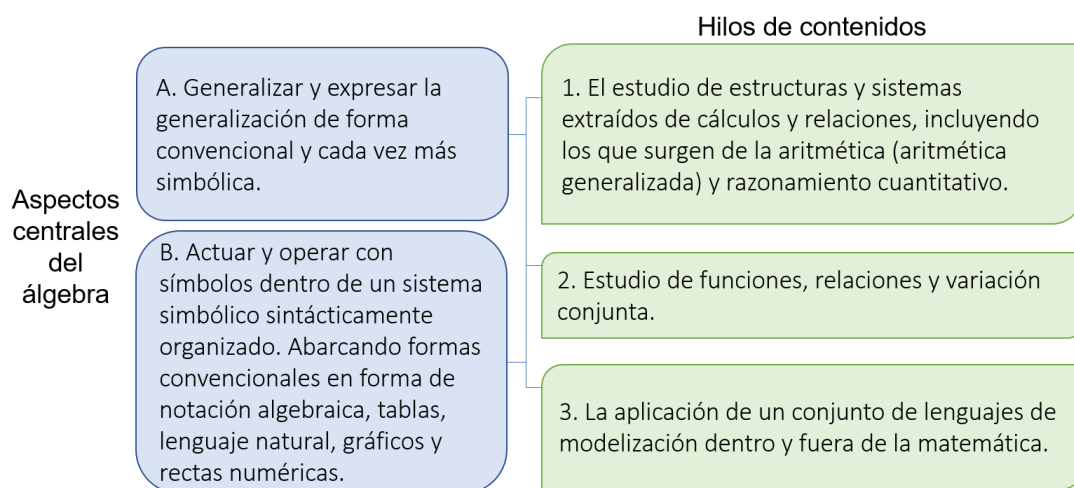 Hilos de contenidos
Aspectos
centrales
del
álgebra
A. Generalizar y expresar la
generalización de forma
convencional y cada vez más
simbólica.
B. Actuar y operar con
símbolos dentro de un sistema
simbólico sintácticamente
organizado. Abarcando formas
convencionales en forma de
notación algebraica, tablas,
lenguaje natural, gráficos y
rectas numéricas.
1. El estudio de estructuras y sistemas
extraídos de cálculos y relaciones, incluyendo
los que surgen de la aritmética (aritmética
generalizada) y razonamiento cuantitativo.
2. Estudio de funciones, relaciones y variación
conjunta.
3. La aplicación de un conjunto de lenguajes de
modelización dentro y fuera de la matemática.